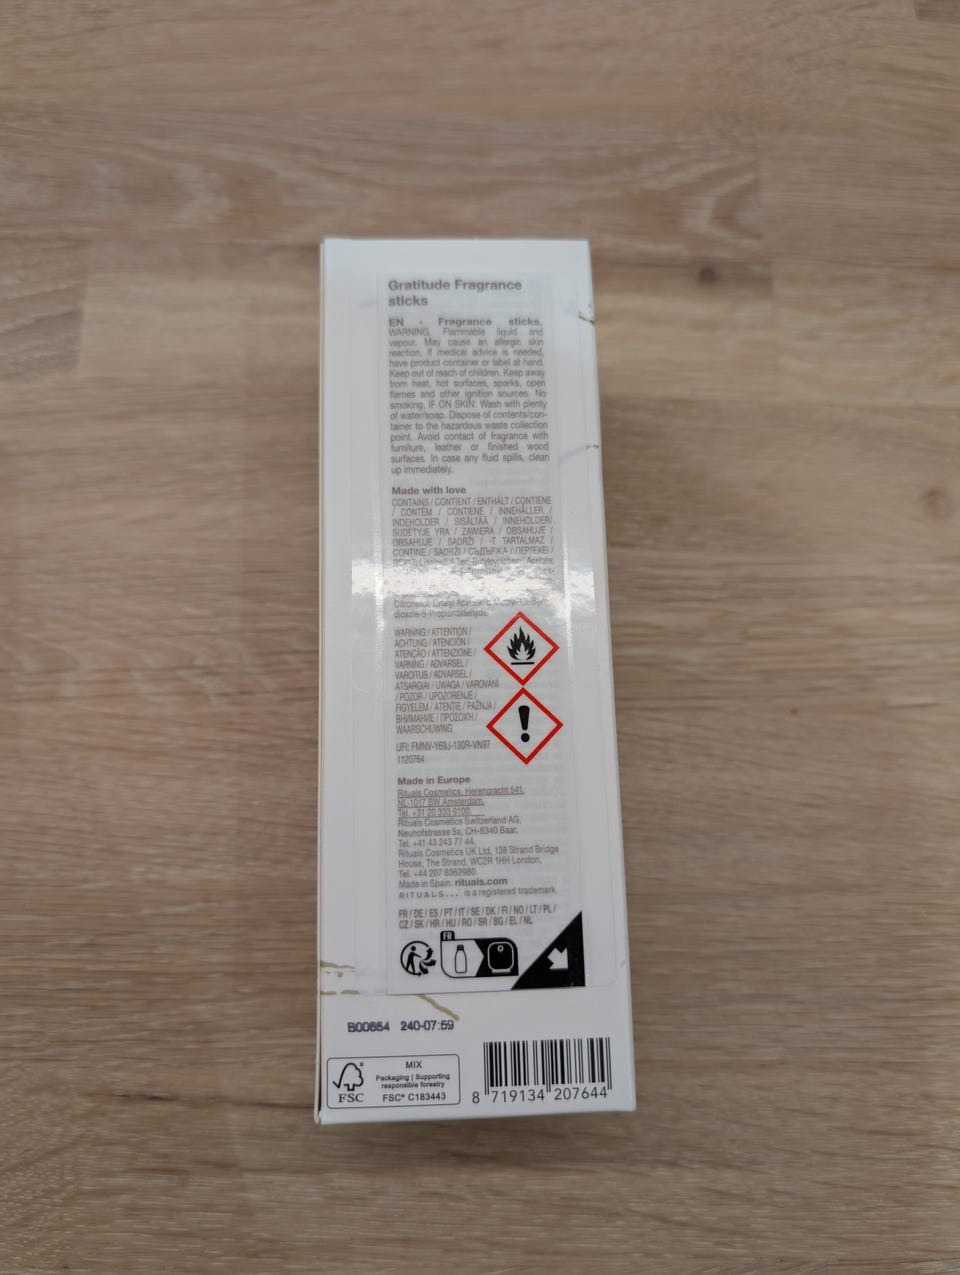 Gratitude Fragrance
sticks
EN - Fragrance sticks.
WARNING. Flammable liquid and
vapour. May cause an allergic skin
reaction. If medical advice is needed,
have product container or label at hand.
Keep out of reach of children. Keep away
from heat, hot surfaces, sparks, open
flames and other ignition sources. No
smoking. IF ON SKIN: Wash with plenty
of water/soap. Dispose of contents/con-
tainer to the hazardous waste collection
point. Avoid contact of fragrance with
furniture, leather or finished wood
surfaces. In case any fluid spills, clean
up immediately.
Made with love
CONTAINS / CONTIENT / ENTHÄLT / CONTIENE
/ CONTÉM / CONTIENE / INNEHÅLLER /
INDEHOLDER / SISÄLTÄÄ / INNEHOLDER/
SUDĖTYJE YRA / ZAWIERA / OBSAHUJE /
OBSAHUJE / SADRŽI / -T TARTALMAZ /
CONȚINE / SADRŽI / СЪДЪРЖА / ΠΕΡΙΕΧΕΙ /
Linalool; 4-Tert-Butylcyclohexyl Acetate;
Citronellol; Linalyl Acetate;
dioxole-5-Propionaldehyde.
WARNING / ATTENTION /
ACHTUNG / ATENCIÓN /
ATENÇÃO / ATTENZIONE /
VARNING / ADVARSEL /
VAROITUS / ADVARSEL /
ATSARGIAI / UWAGA / VAROVÁNÍ
/ POZOR / UPOZORENJE /
FIGYELEM / ATENȚIE / PAŽNJA /
ВНИМАНИЕ / ΠΡΟΣΟΧΗ /
WAARSCHUWING
UFI: FMNV-Y69J-130R-VN97
1120764
Made in Europe
Rituals Cosmetics, Herengracht 541,
NL-1017 BW Amsterdam,
Tel. +31 20 333 9100.
Rituals Cosmetics Switzerland AG,
Neuhofstrasse 5a, CH-6340 Baar.
Tel. +41 43 243 77 44.
Rituals Cosmetics UK Ltd, 138 Strand Bridge
House, The Strand, WC2R 1HH London,
Tel. +44 207 8362980.
Made in Spain. rituals.com
RITUALS... is a registered trademark
FR / DE / ES / PT / IT / SE / DK / FI / NO / LT / PL /
CZ / SK / HR / HU / RO / SR / BG / EL / NL
FR
B00664 240-07:59
MIX
Packaging | Supporting
responsible forestry
FSC® C183443
FSC
8 719134 207644